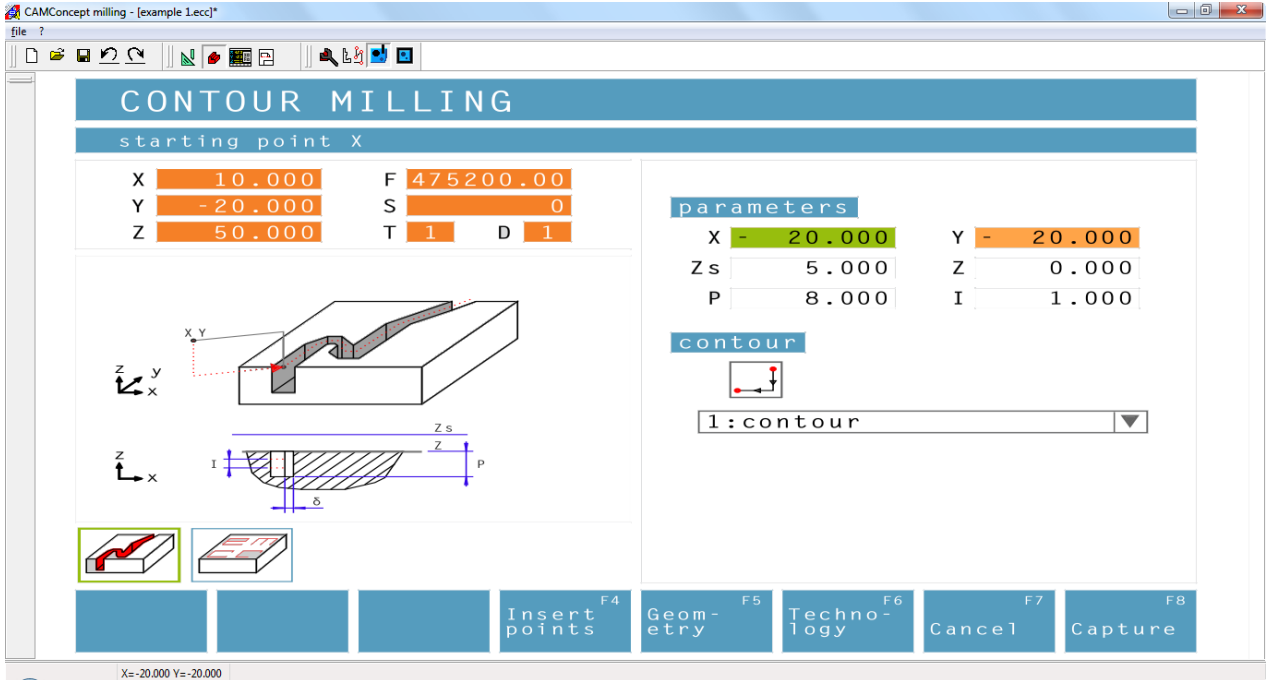 CAMConcept milling - [example 1.ecc]*
file ?
CONTOUR MILLING
starting point X
X 10.000 F 475200.00
Y -20.000 S 0
Z 50.000 T 1 D 1
parameters
X - 20.000 Y - 20.000
Zs 5.000 Z 0.000
P 8.000 I 1.000
contour
1:contour
X Y
z y
x
Zs
Z
z
x
I
P
δ
EM
CO
F4 F5 F6 F7 F8
Insert Geom- Techno-
points etry logy Cancel Capture
X=-20.000 Y=-20.000